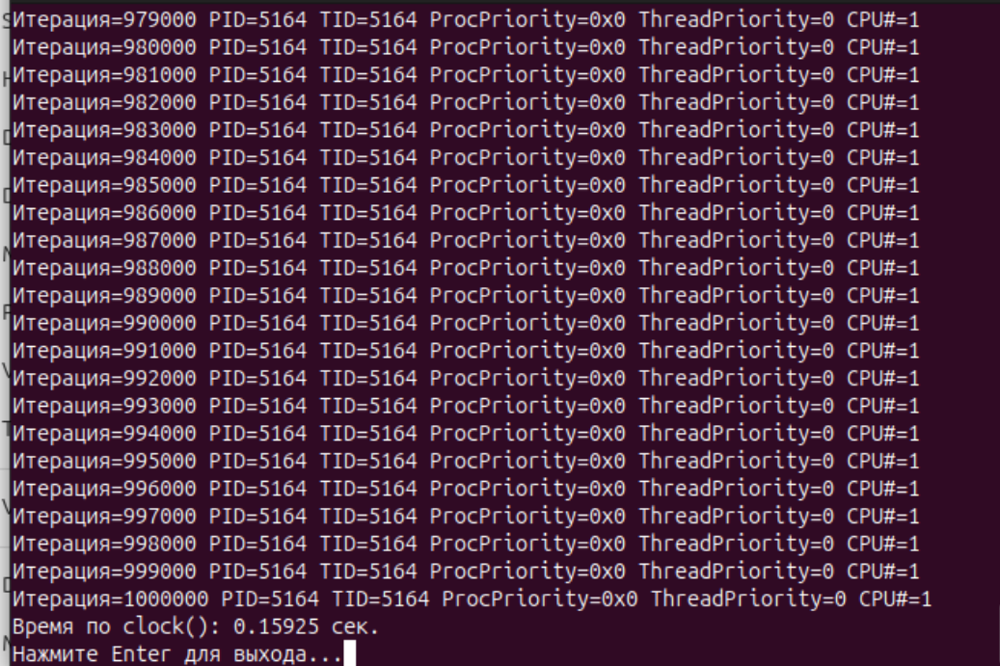 Итерация=979000 PID=5164 TID=5164 ProcPriority=0x0 ThreadPriority=0 CPU#=1
Итерация=980000 PID=5164 TID=5164 ProcPriority=0x0 ThreadPriority=0 CPU#=1
Итерация=981000 PID=5164 TID=5164 ProcPriority=0x0 ThreadPriority=0 CPU#=1
Итерация=982000 PID=5164 TID=5164 ProcPriority=0x0 ThreadPriority=0 CPU#=1
Итерация=983000 PID=5164 TID=5164 ProcPriority=0x0 ThreadPriority=0 CPU#=1
Итерация=984000 PID=5164 TID=5164 ProcPriority=0x0 ThreadPriority=0 CPU#=1
Итерация=985000 PID=5164 TID=5164 ProcPriority=0x0 ThreadPriority=0 CPU#=1
Итерация=986000 PID=5164 TID=5164 ProcPriority=0x0 ThreadPriority=0 CPU#=1
Итерация=987000 PID=5164 TID=5164 ProcPriority=0x0 ThreadPriority=0 CPU#=1
Итерация=988000 PID=5164 TID=5164 ProcPriority=0x0 ThreadPriority=0 CPU#=1
Итерация=989000 PID=5164 TID=5164 ProcPriority=0x0 ThreadPriority=0 CPU#=1
Итерация=990000 PID=5164 TID=5164 ProcPriority=0x0 ThreadPriority=0 CPU#=1
Итерация=991000 PID=5164 TID=5164 ProcPriority=0x0 ThreadPriority=0 CPU#=1
Итерация=992000 PID=5164 TID=5164 ProcPriority=0x0 ThreadPriority=0 CPU#=1
Итерация=993000 PID=5164 TID=5164 ProcPriority=0x0 ThreadPriority=0 CPU#=1
Итерация=994000 PID=5164 TID=5164 ProcPriority=0x0 ThreadPriority=0 CPU#=1
Итерация=995000 PID=5164 TID=5164 ProcPriority=0x0 ThreadPriority=0 CPU#=1
Итерация=996000 PID=5164 TID=5164 ProcPriority=0x0 ThreadPriority=0 CPU#=1
Итерация=997000 PID=5164 TID=5164 ProcPriority=0x0 ThreadPriority=0 CPU#=1
Итерация=998000 PID=5164 TID=5164 ProcPriority=0x0 ThreadPriority=0 CPU#=1
Итерация=999000 PID=5164 TID=5164 ProcPriority=0x0 ThreadPriority=0 CPU#=1
Итерация=1000000 PID=5164 TID=5164 ProcPriority=0x0 ThreadPriority=0 CPU#=1
Время по clock(): 0.15925 сек.
Нажмите Enter для выхода...